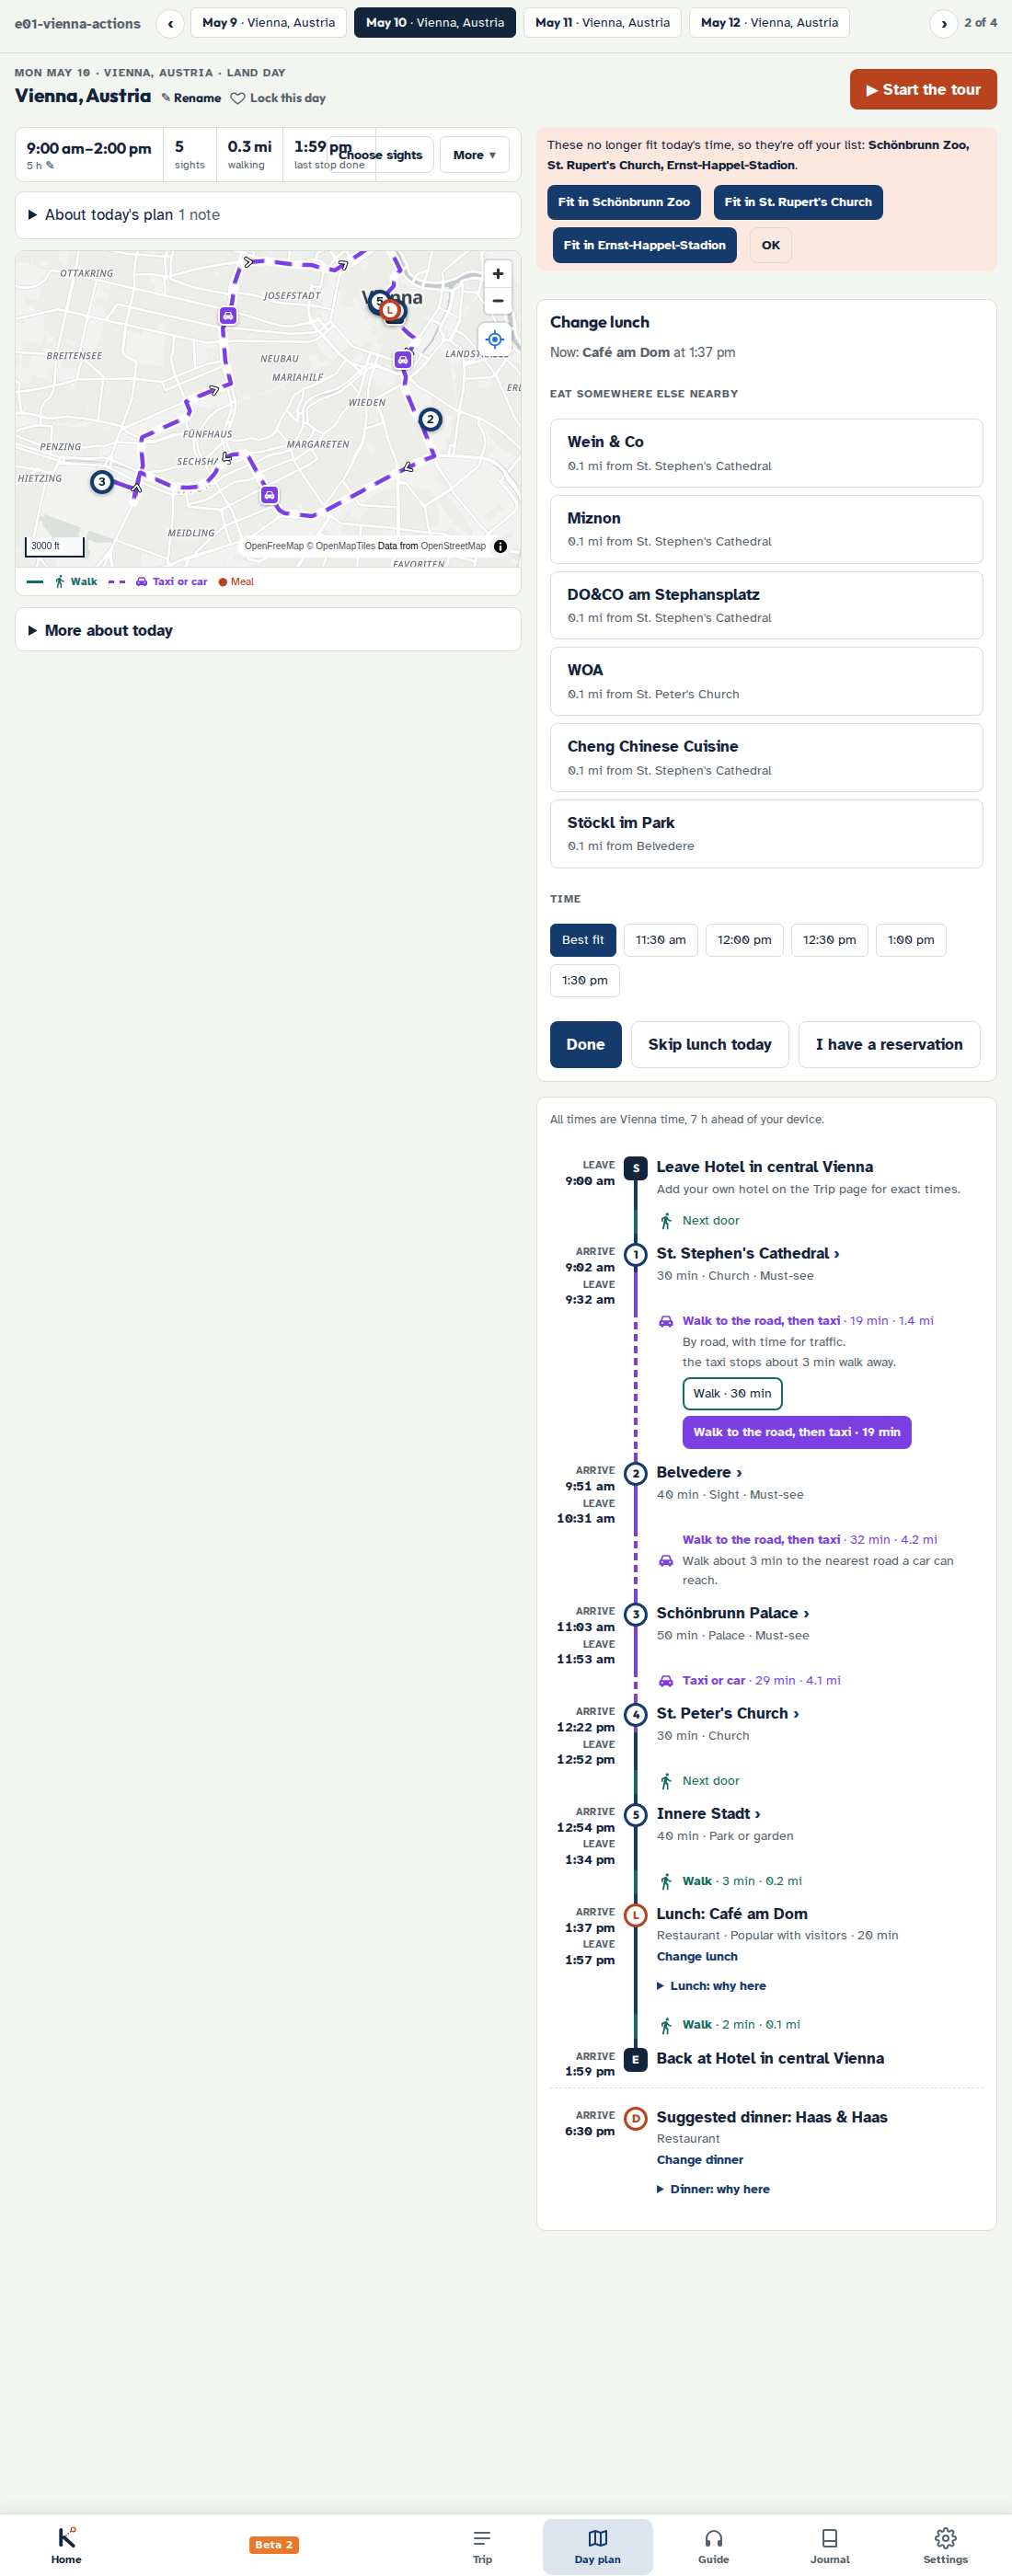 e01-vienna-actions
‹
May 9 · Vienna, Austria
May 10 · Vienna, Austria
May 11 · Vienna, Austria
May 12 · Vienna, Austria
›
2 of 4
MON MAY 10 · VIENNA, AUSTRIA · LAND DAY
Vienna, Austria
✎ Rename
Lock this day
▶ Start the tour
9:00 am–2:00 pm
5 h ✎
5
sights
0.3 mi
walking
1:59 pm
last stop done
Choose sights
More ▼
▶ About today's plan 1 note
OTTAKRING
JOSEFSTADT
BREITENSEE
NEUBAU
MARIAHILF
WIEDEN
FÜNFHAUS
PENZING
MARGARETEN
HIETZING
MEIDLING
FAVORITEN
5
L
2
3
+
−
3000 ft
OpenFreeMap © OpenMapTiles Data from OpenStreetMap
Walk
Taxi or car
Meal
▶ More about today
These no longer fit today's time, so they're off your list: Schönbrunn Zoo,
St. Rupert's Church, Ernst-Happel-Stadion.
Fit in Schönbrunn Zoo
Fit in St. Rupert's Church
Fit in Ernst-Happel-Stadion
OK
Change lunch
Now: Café am Dom at 1:37 pm
EAT SOMEWHERE ELSE NEARBY
Wein & Co
0.1 mi from St. Stephen's Cathedral
Miznon
0.1 mi from St. Stephen's Cathedral
DO&CO am Stephansplatz
0.1 mi from St. Stephen's Cathedral
WOA
0.1 mi from St. Peter's Church
Cheng Chinese Cuisine
0.1 mi from St. Stephen's Cathedral
Stöckl im Park
0.1 mi from Belvedere
TIME
Best fit
11:30 am
12:00 pm
12:30 pm
1:00 pm
1:30 pm
Done
Skip lunch today
I have a reservation
All times are Vienna time, 7 h ahead of your device.
LEAVE
9:00 am
S
Leave Hotel in central Vienna
Add your own hotel on the Trip page for exact times.
Next door
ARRIVE
9:02 am
LEAVE
9:32 am
1
St. Stephen's Cathedral ›
30 min · Church · Must-see
Walk to the road, then taxi · 19 min · 1.4 mi
By road, with time for traffic.
the taxi stops about 3 min walk away.
Walk · 30 min
Walk to the road, then taxi · 19 min
ARRIVE
9:51 am
LEAVE
10:31 am
2
Belvedere ›
40 min · Sight · Must-see
Walk to the road, then taxi · 32 min · 4.2 mi
Walk about 3 min to the nearest road a car can
reach.
ARRIVE
11:03 am
LEAVE
11:53 am
3
Schönbrunn Palace ›
50 min · Palace · Must-see
Taxi or car · 29 min · 4.1 mi
ARRIVE
12:22 pm
LEAVE
12:52 pm
4
St. Peter's Church ›
30 min · Church
Next door
ARRIVE
12:54 pm
LEAVE
1:34 pm
5
Innere Stadt ›
40 min · Park or garden
Walk · 3 min · 0.2 mi
ARRIVE
1:37 pm
LEAVE
1:57 pm
L
Lunch: Café am Dom
Restaurant · Popular with visitors · 20 min
Change lunch
▶ Lunch: why here
Walk · 2 min · 0.1 mi
ARRIVE
1:59 pm
E
Back at Hotel in central Vienna
ARRIVE
6:30 pm
D
Suggested dinner: Haas & Haas
Restaurant
Change dinner
▶ Dinner: why here
Home
Beta 2
Trip
Day plan
Guide
Journal
Settings